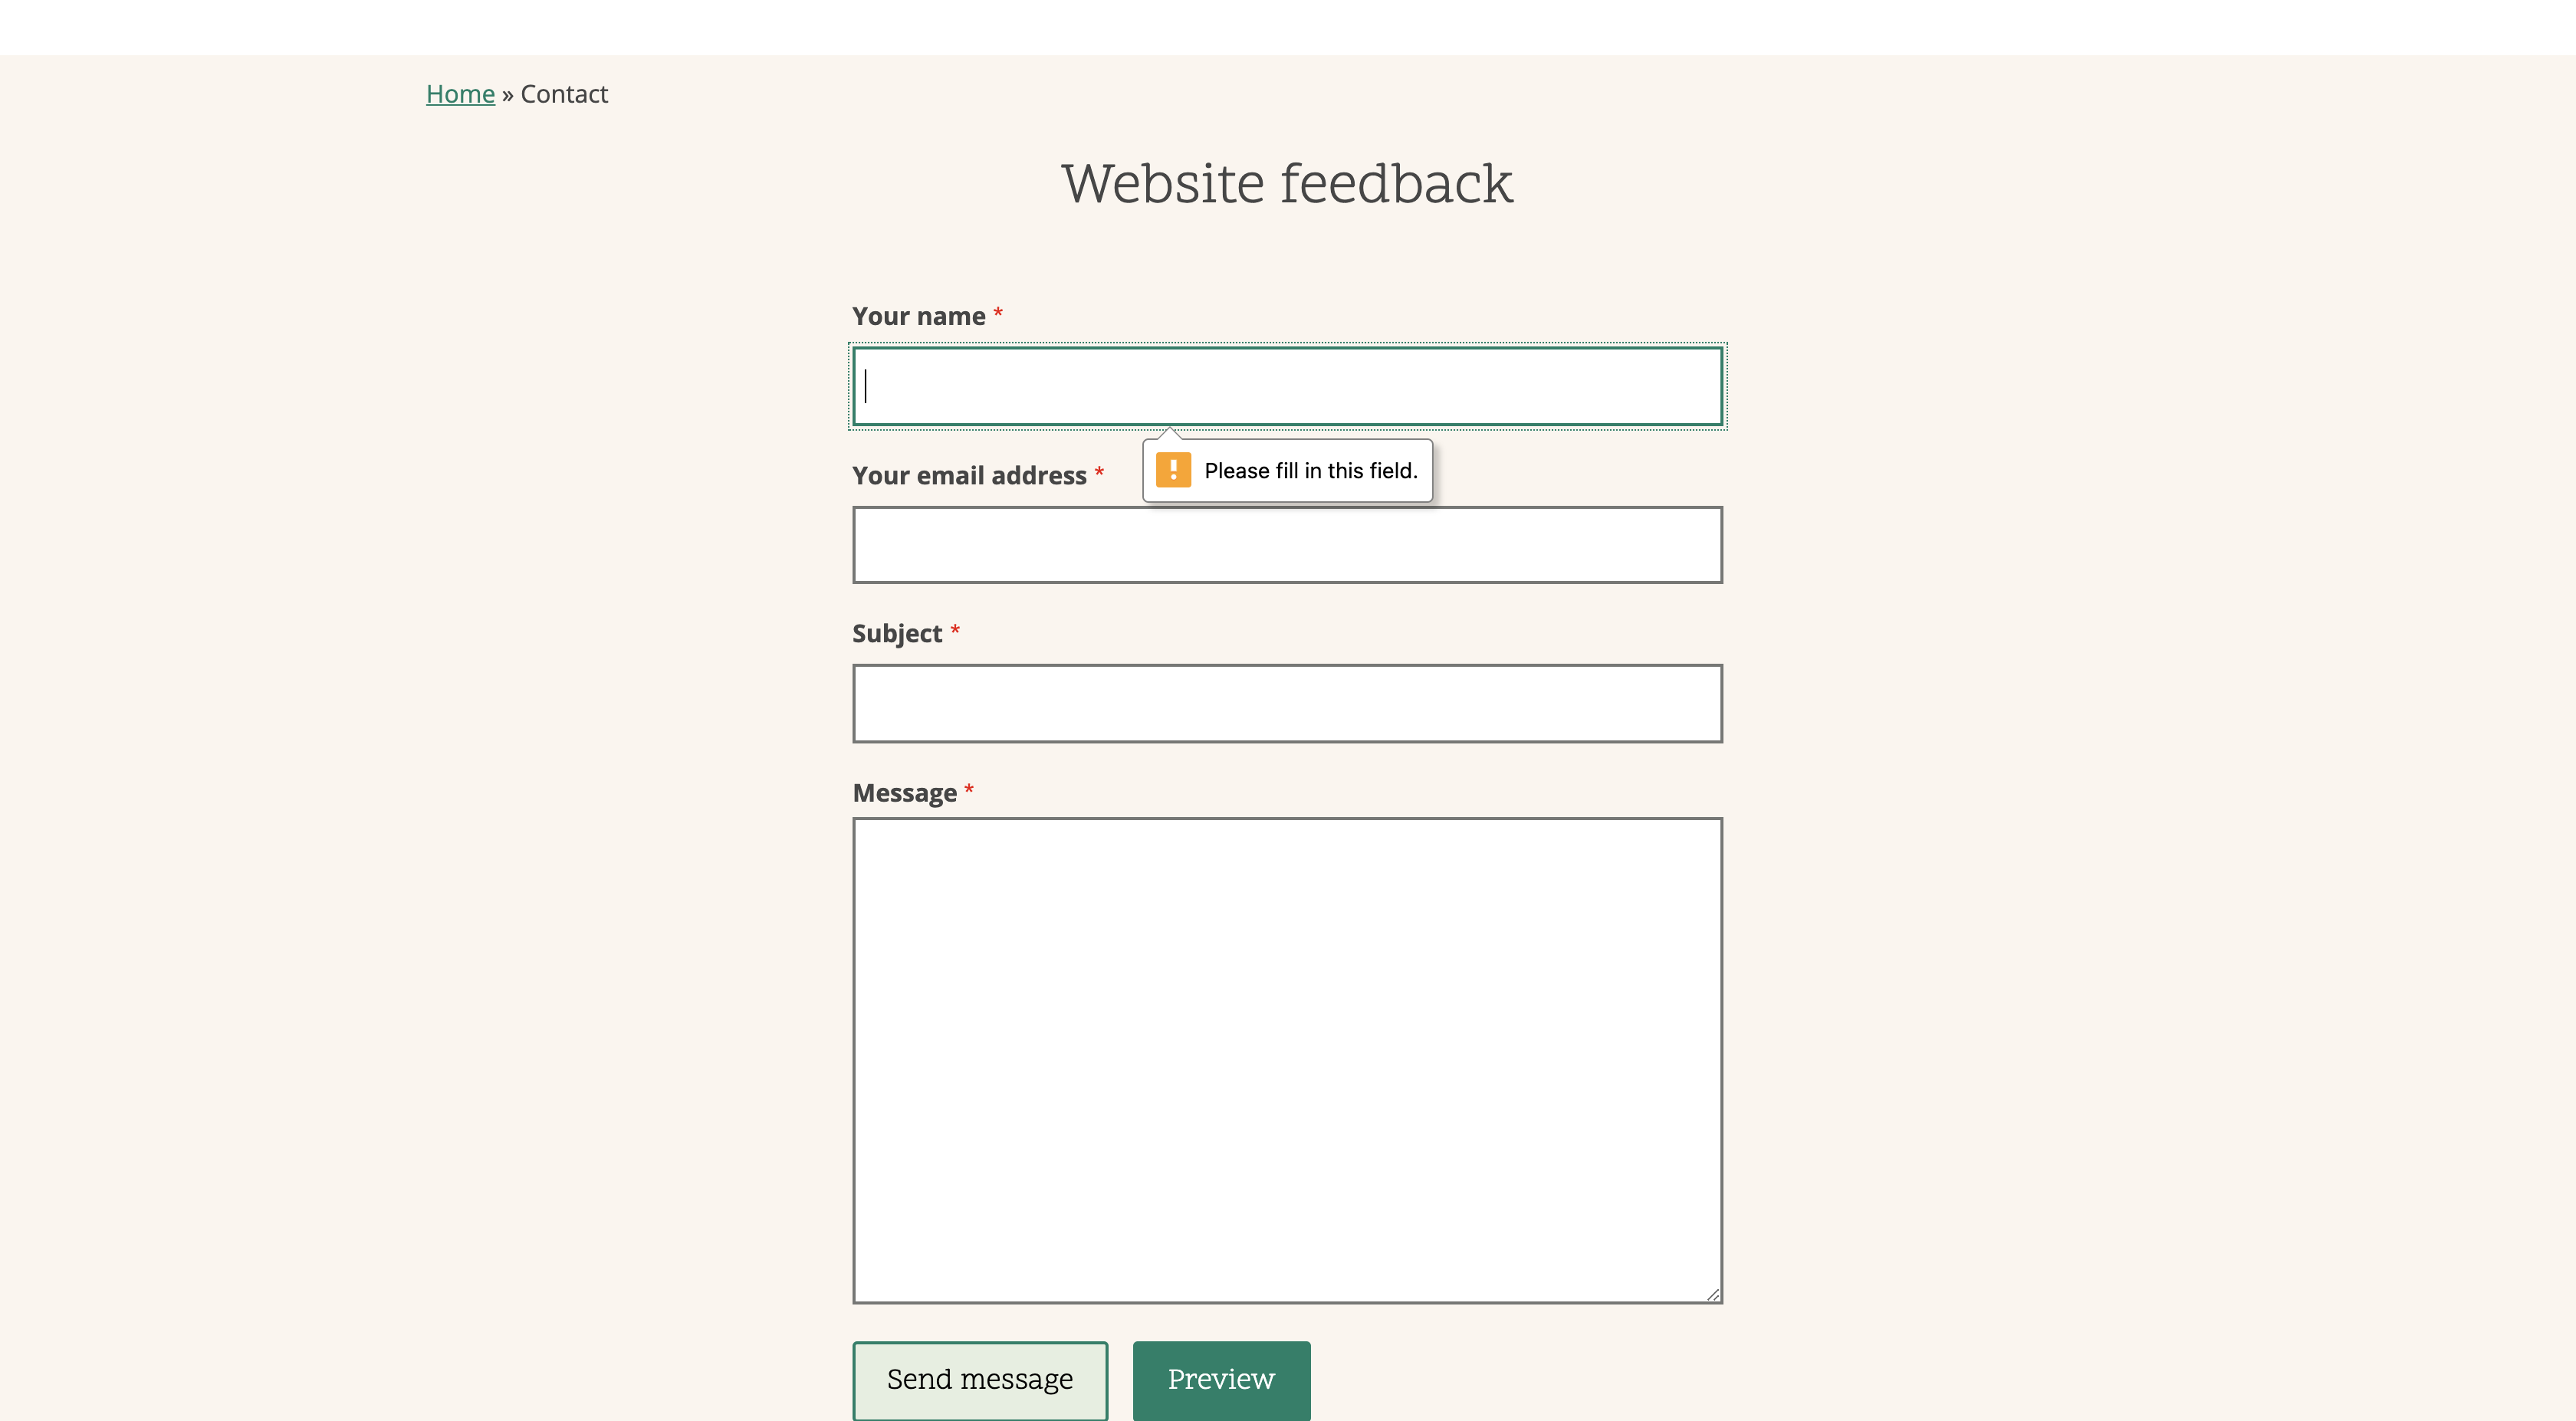 Home » Contact
Website feedback
Your name *
Please fill in this field.
Your email address *
Subject *
Message *
Send message
Preview